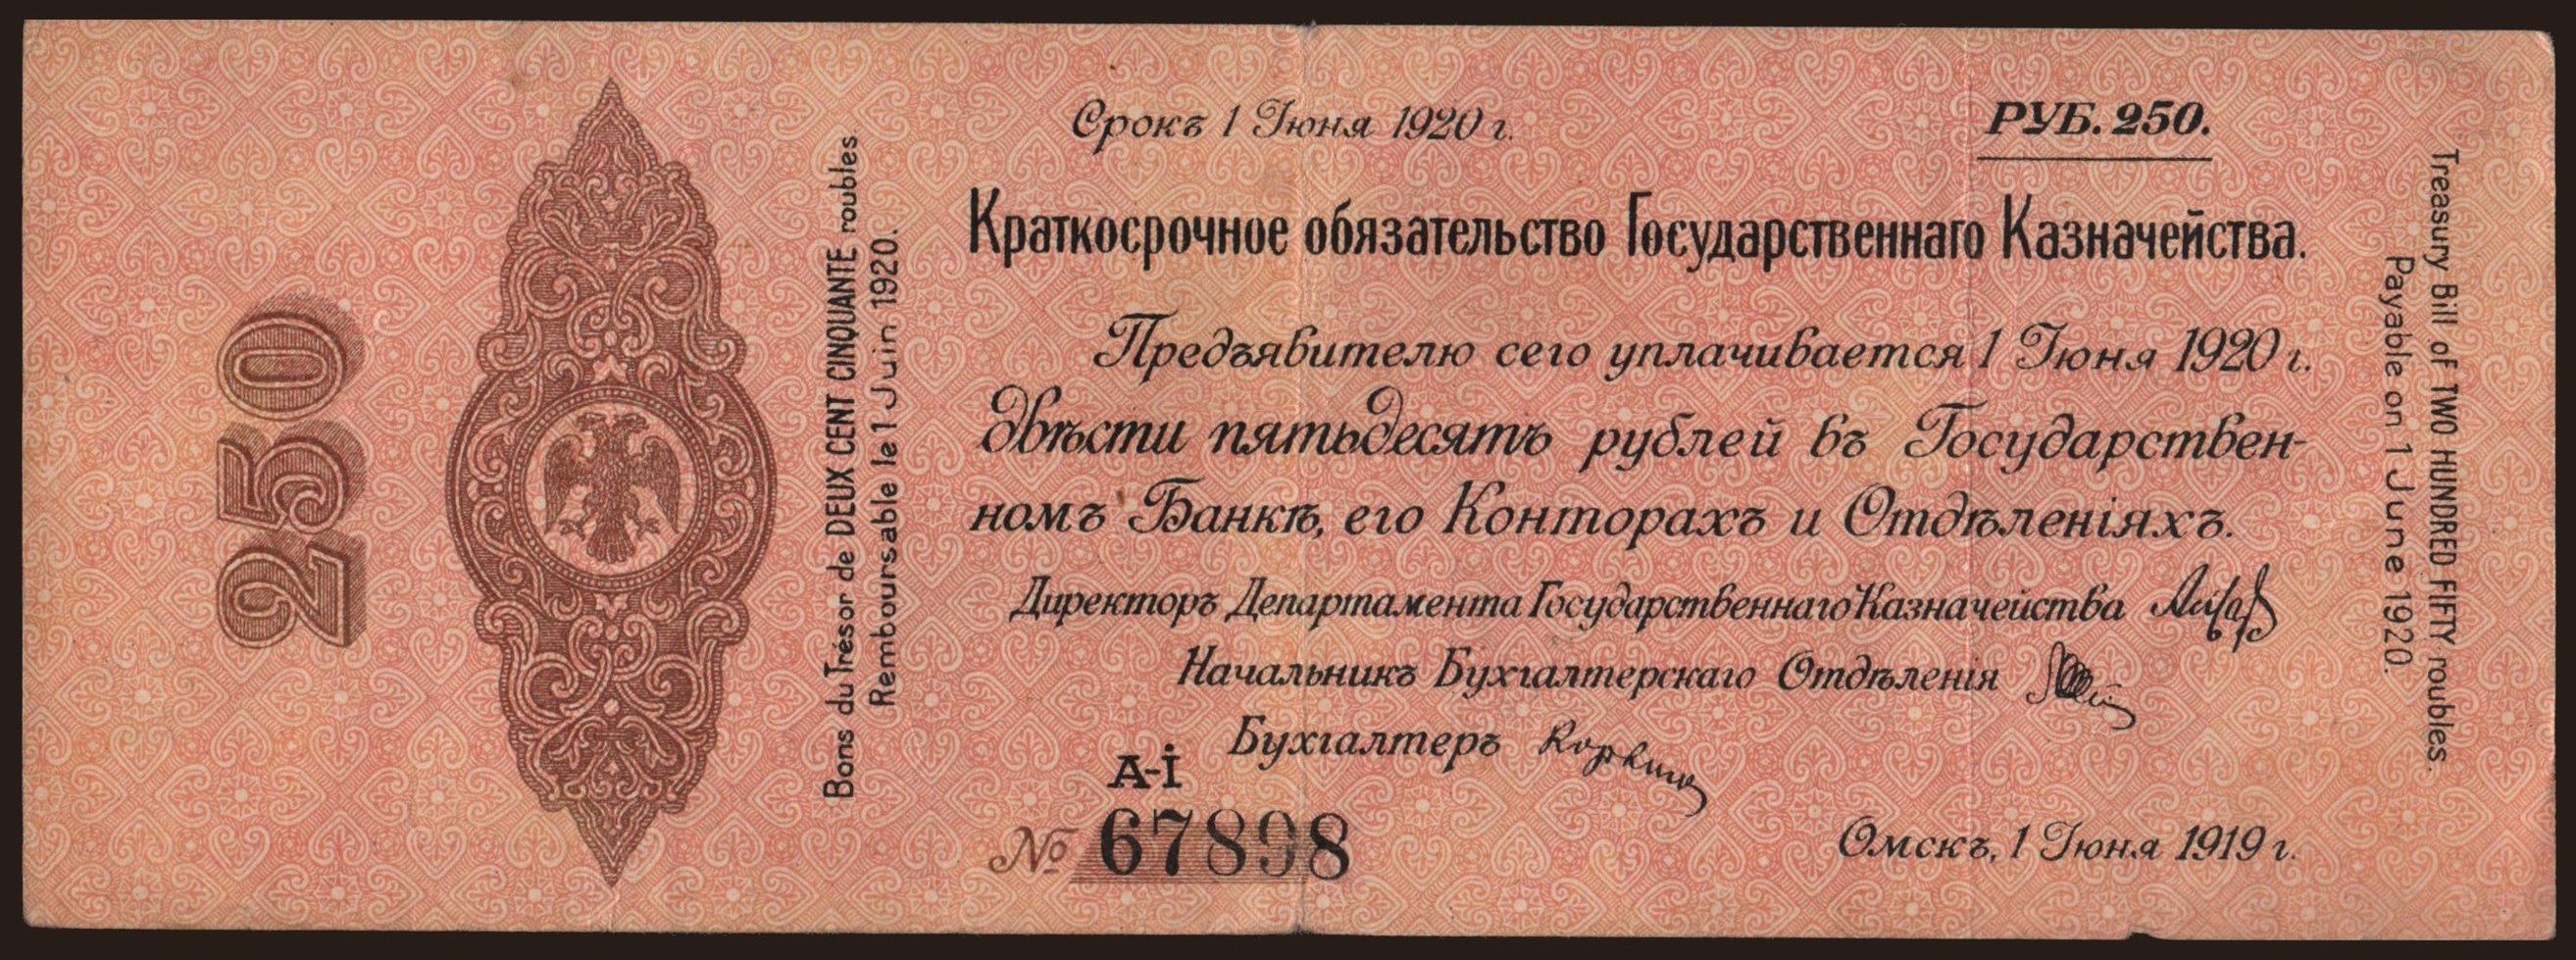 250
Bons du Trésor de DEUX CENT CINQUANTE roubles
Remboursable le 1 Juin 1920.
Срокъ 1 Іюня 1920 г.
РУБ. 250.
Краткосрочное обязательство Государственнаго Казначейства.
Предъявителю сего уплачивается 1 Іюня 1920 г.
двѣсти пятьдесятъ рублей въ Государствен-
номъ Банкѣ, его Конторахъ и Отдѣленіяхъ.
Директоръ Департамента Государственнаго Казначейства
Начальникъ Бухгалтерскаго Отдѣленія
Бухгалтеръ
А-І
№ 67898
Омскъ, 1 Іюня 1919 г.
Treasury Bill of TWO HUNDRED FIFTY roubles.
Payable on 1 June 1920.